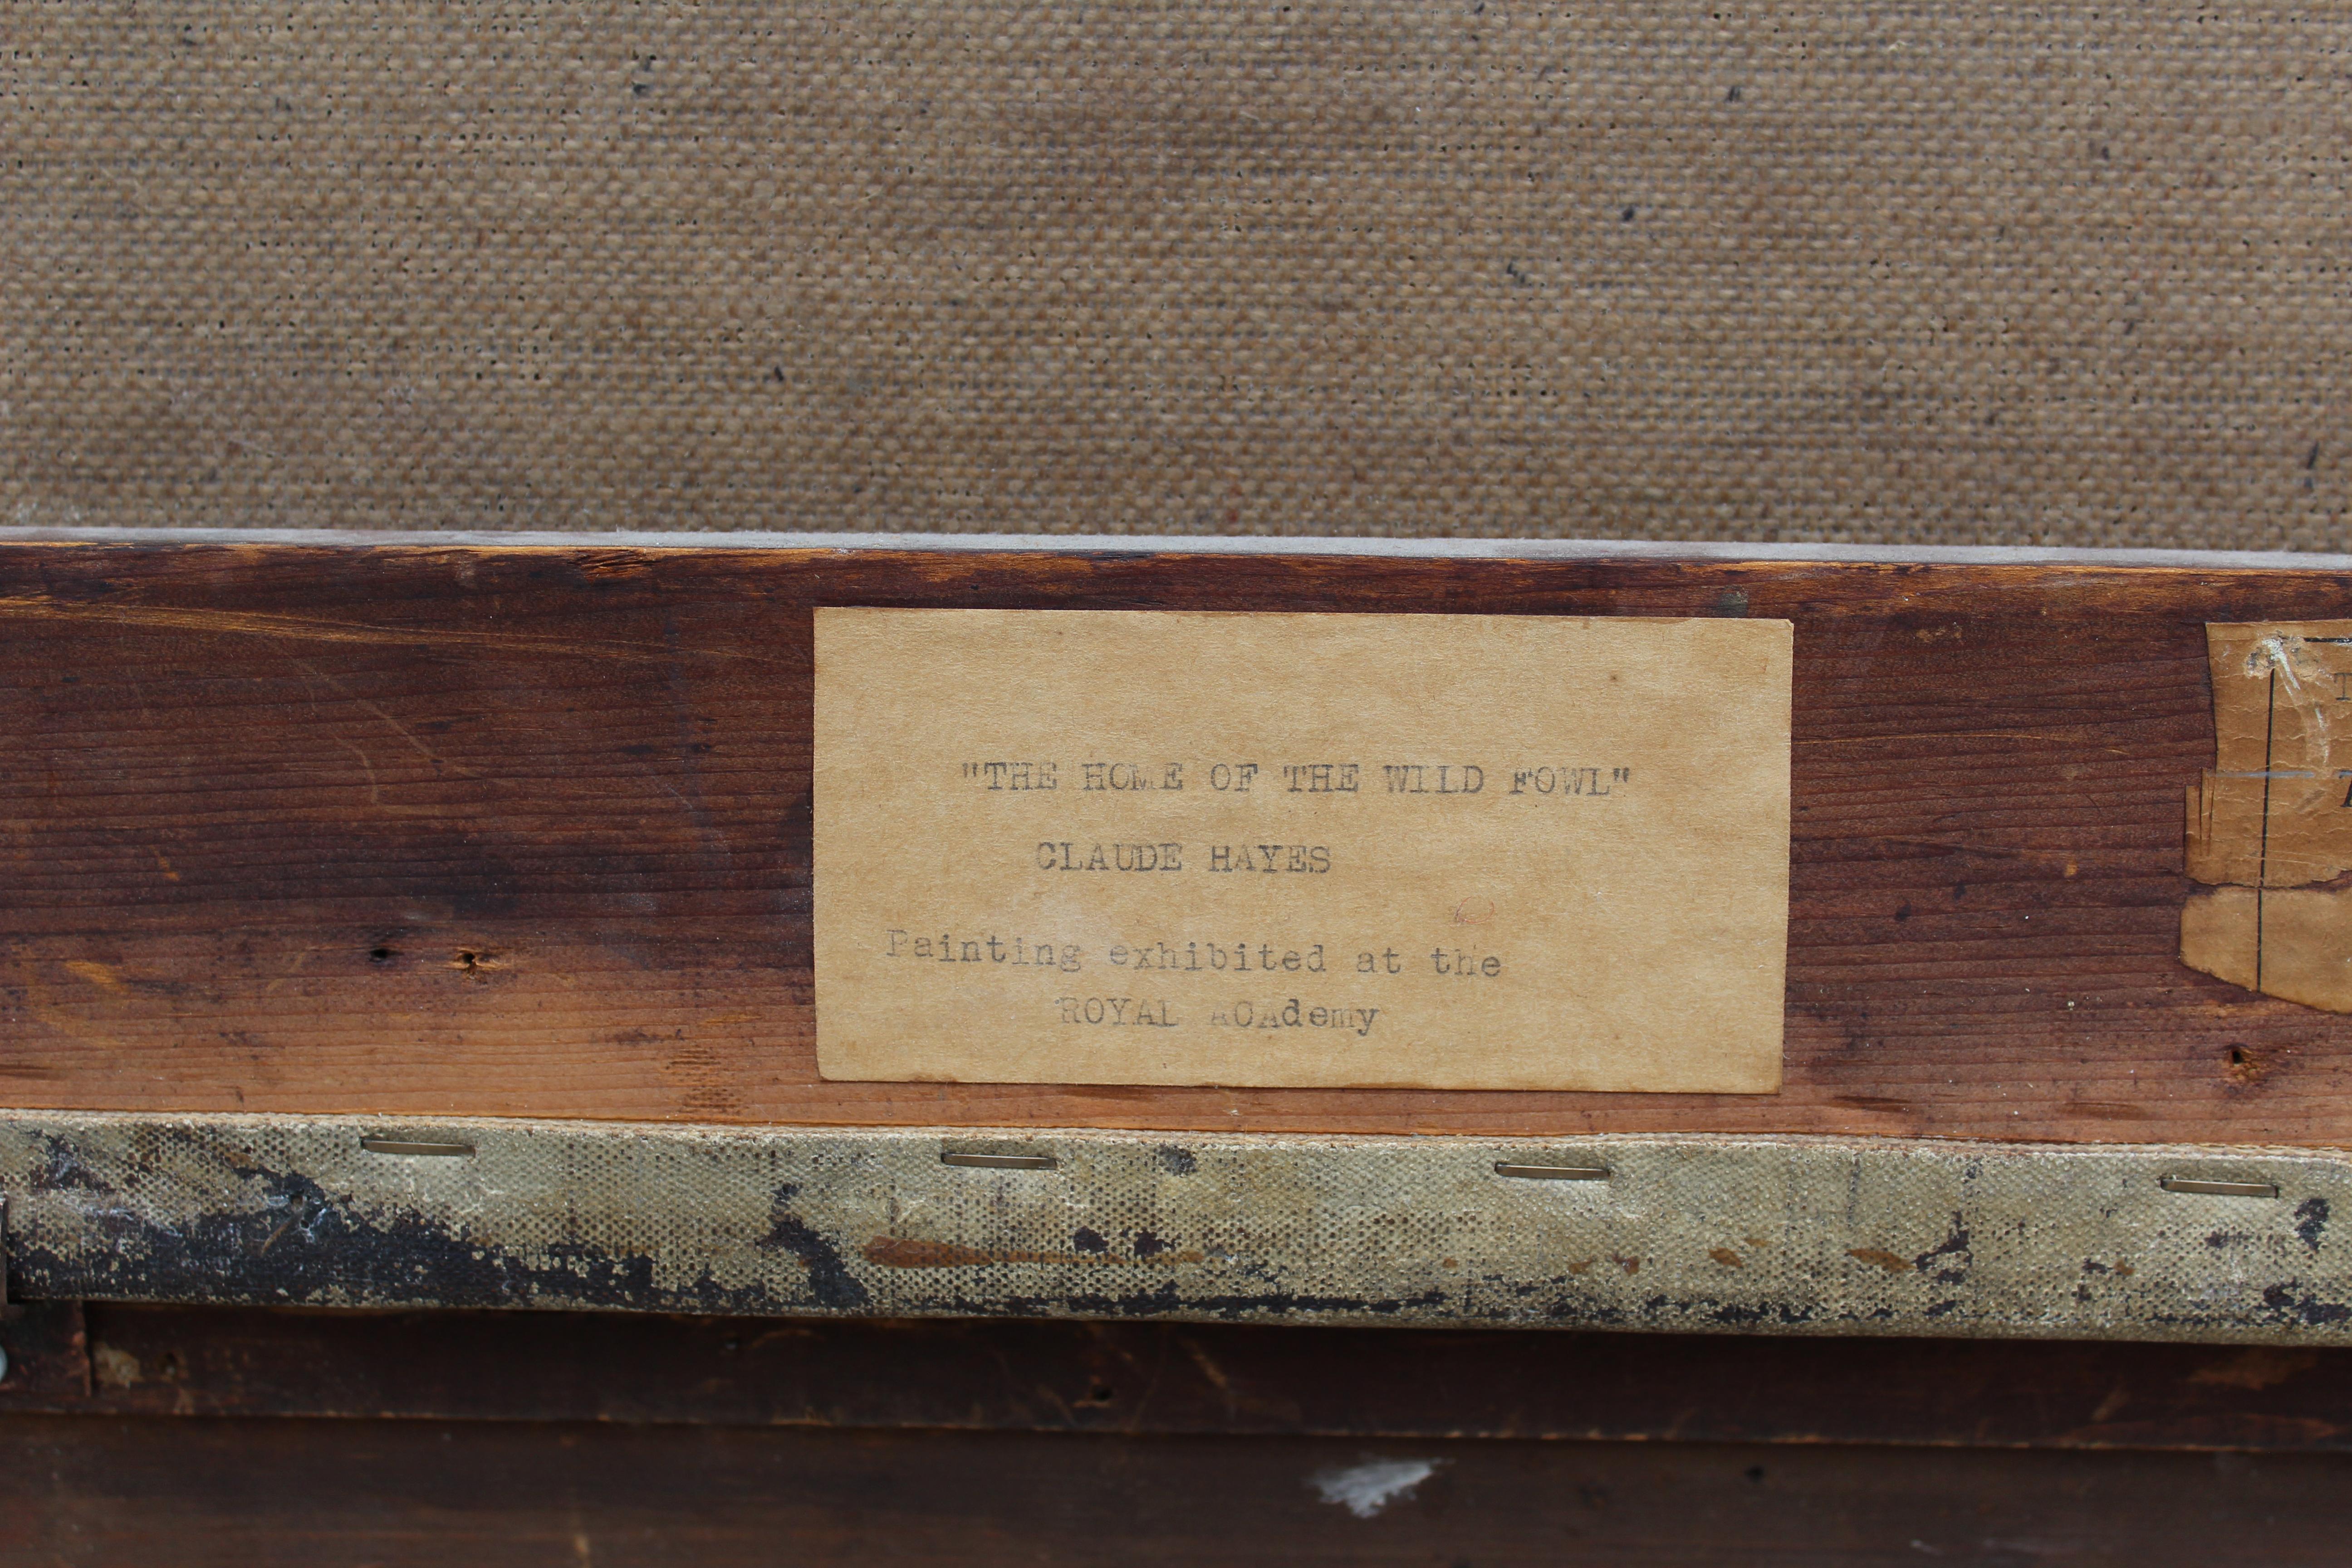 "THE HOME OF THE WILD FOWL"
CLAUDE HAYES
Painting exhibited at the
ROYAL ACAdemy